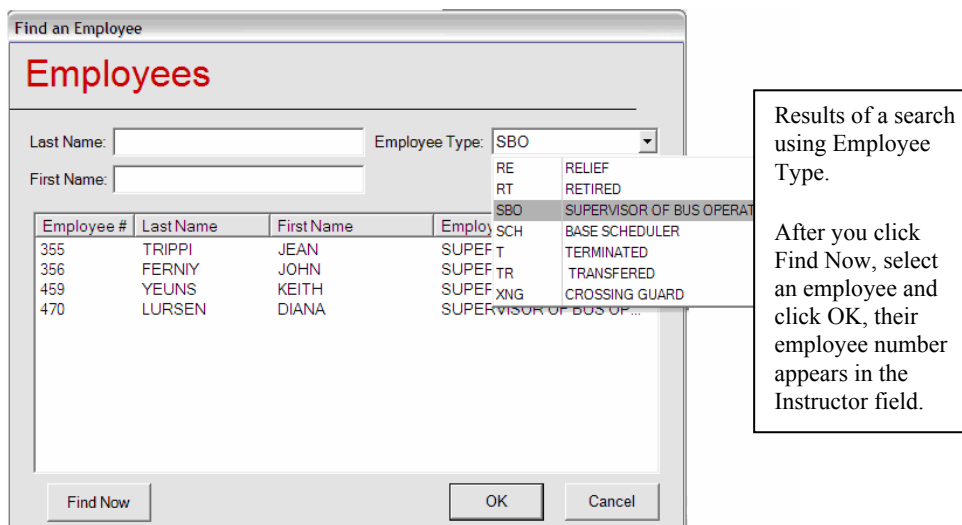 Find an Employee
Employees
Last Name:
Employee Type: SBO
First Name:
RE RELIEF
RT RETIRED
SBO SUPERVISOR OF BUS OPERAT
SCH BASE SCHEDULER
T TERMINATED
TR TRANSFERED
XNG CROSSING GUARD
Employee # Last Name First Name Employ
355 TRIPPI JEAN SUPER
356 FERNIY JOHN SUPER
459 YEUNS KEITH SUPER
470 LURSEN DIANA SUPERVISOR OF BUS OP...
Find Now OK Cancel
Results of a search
using Employee
Type.
After you click
Find Now, select
an employee and
click OK, their
employee number
appears in the
Instructor field.